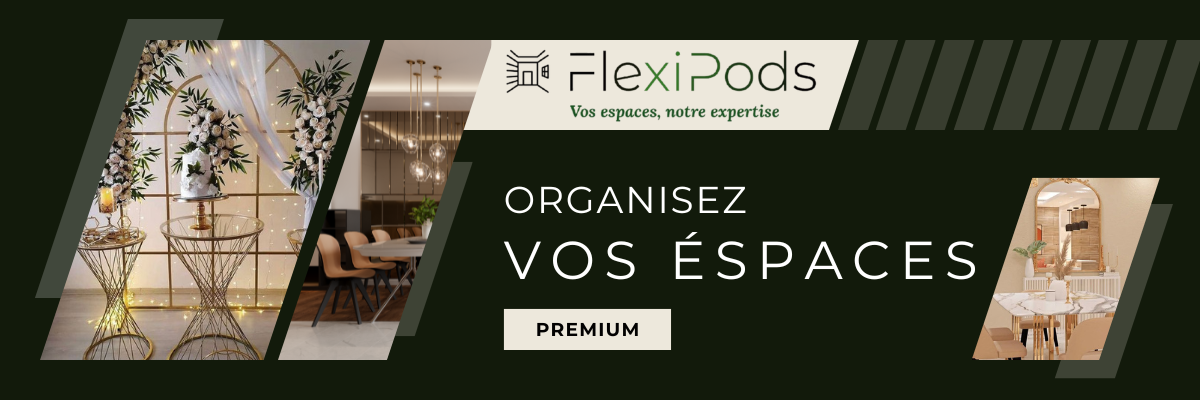 FlexiPods
Vos espaces, notre expertise
ORGANISEZ
VOS ÉSPACES
PREMIUM